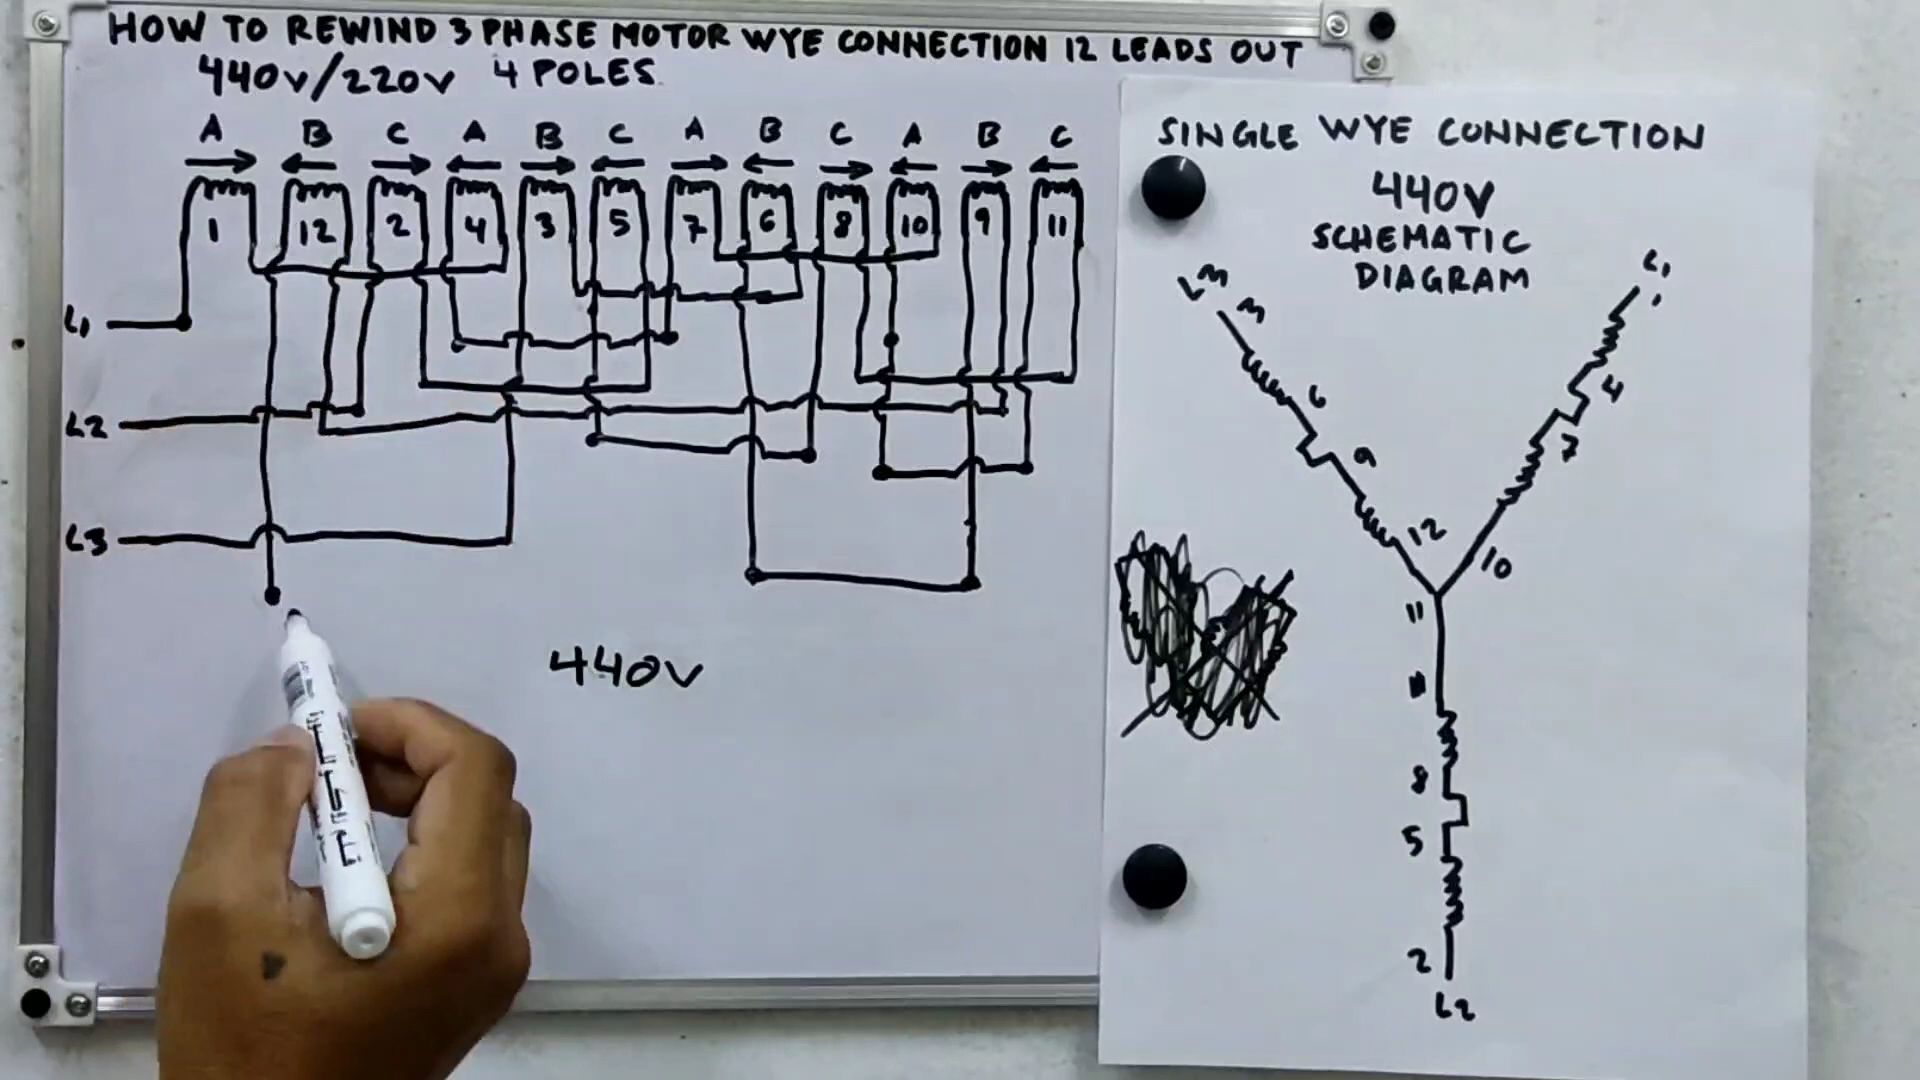 HOW TO REWIND 3 PHASE MOTOR WYE CONNECTION 12 LEADS OUT
440V/220V 4 POLES
A B C A B C A B C A B C
1 12 2 4 3 5 7 6 8 10 9 11
L1
L2
L3
440V
SINGLE WYE CONNECTION
440V
SCHEMATIC
DIAGRAM
L3
3
6
9
12
L1
1
4
7
10
11
11
8
5
2
L2